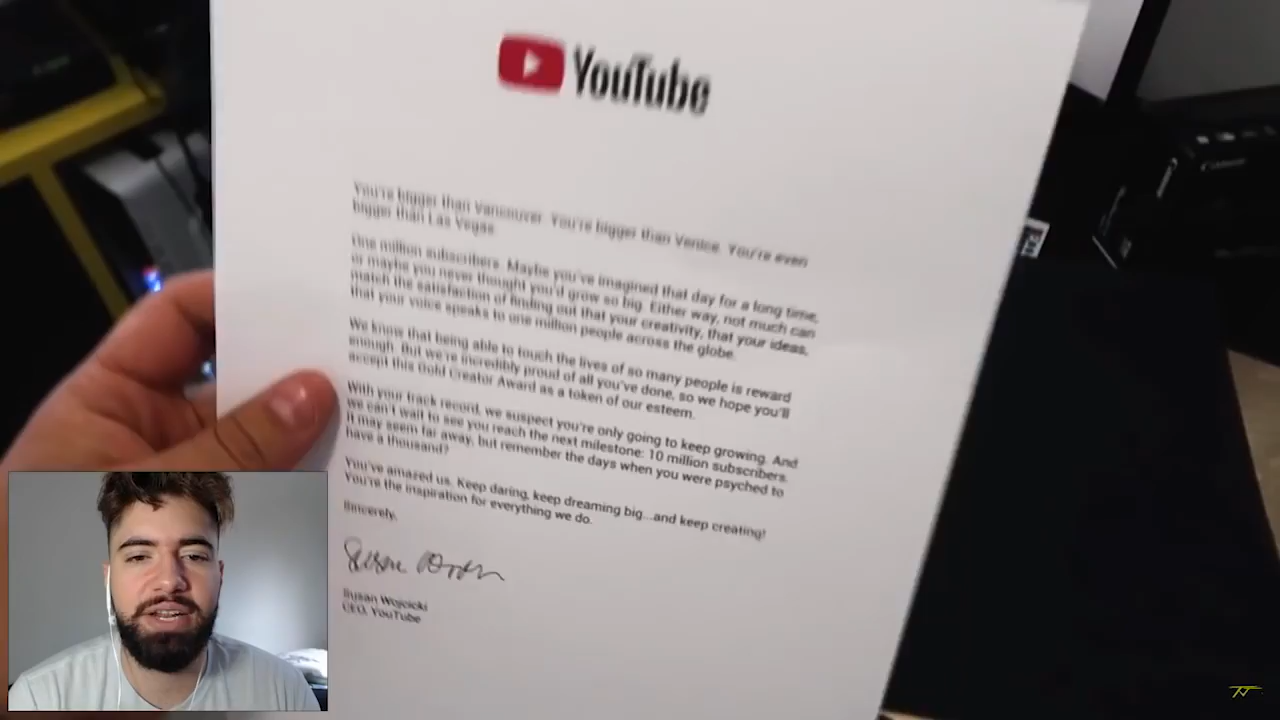 YouTube
You're bigger than Vancouver. You're bigger than Venice. You're even
bigger than Las Vegas.
One million subscribers. Maybe you've imagined that day for a long time,
or maybe you never thought you'd grow so big. Either way, not much can
match the satisfaction of finding out that your creativity, that your ideas,
that your voice speaks to one million people across the globe.
We know that being able to touch the lives of so many people is reward
enough. But we're incredibly proud of all you've done, so we hope you'll
accept this Gold Creator Award as a token of our esteem.
With your track record, we suspect you're only going to keep growing. And
we can't wait to see you reach the next milestone: 10 million subscribers.
It may seem far away, but remember the days when you were psyched to
have a thousand?
You've amazed us. Keep daring, keep dreaming big...and keep creating!
You're the inspiration for everything we do.
Sincerely,
Susan Wojcicki
CEO, YouTube
Canon